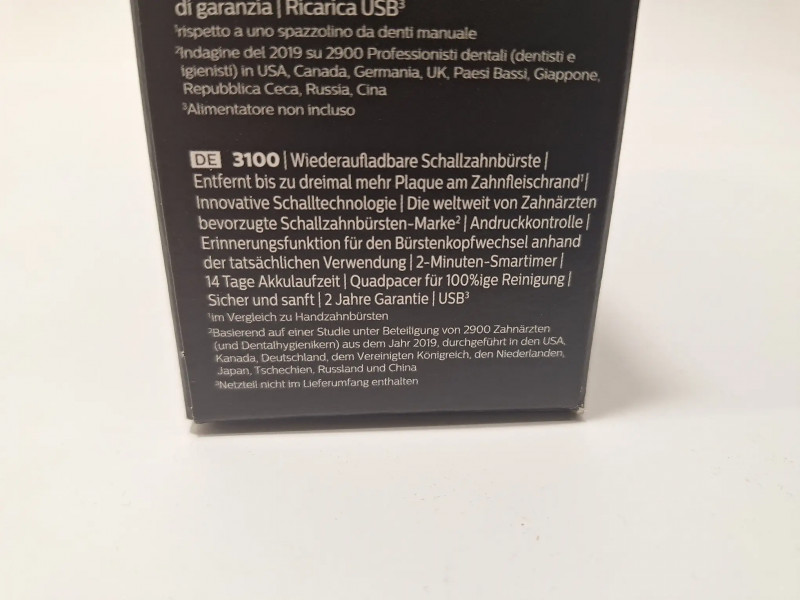 di garanzia | Ricarica USB³
¹rispetto a uno spazzolino da denti manuale
²Indagine del 2019 su 2900 Professionisti dentali (dentisti e
igienisti) in USA, Canada, Germania, UK, Paesi Bassi, Giappone,
Repubblica Ceca, Russia, Cina
³Alimentatore non incluso
DE 3100 | Wiederaufladbare Schallzahnbürste |
Entfernt bis zu dreimal mehr Plaque am Zahnfleischrand¹ |
Innovative Schalltechnologie | Die weltweit von Zahnärzten
bevorzugte Schallzahnbürsten-Marke² | Andruckkontrolle |
Erinnerungsfunktion für den Bürstenkopfwechsel anhand
der tatsächlichen Verwendung | 2-Minuten-Smartimer |
14 Tage Akkulaufzeit | Quadpacer für 100%ige Reinigung |
Sicher und sanft | 2 Jahre Garantie | USB³
¹im Vergleich zu Handzahnbürsten
²Basierend auf einer Studie unter Beteiligung von 2900 Zahnärzten
(und Dentalhygienikern) aus dem Jahr 2019, durchgeführt in den USA,
Kanada, Deutschland, dem Vereinigten Königreich, den Niederlanden,
Japan, Tschechien, Russland und China
³Netzteil nicht im Lieferumfang enthalten